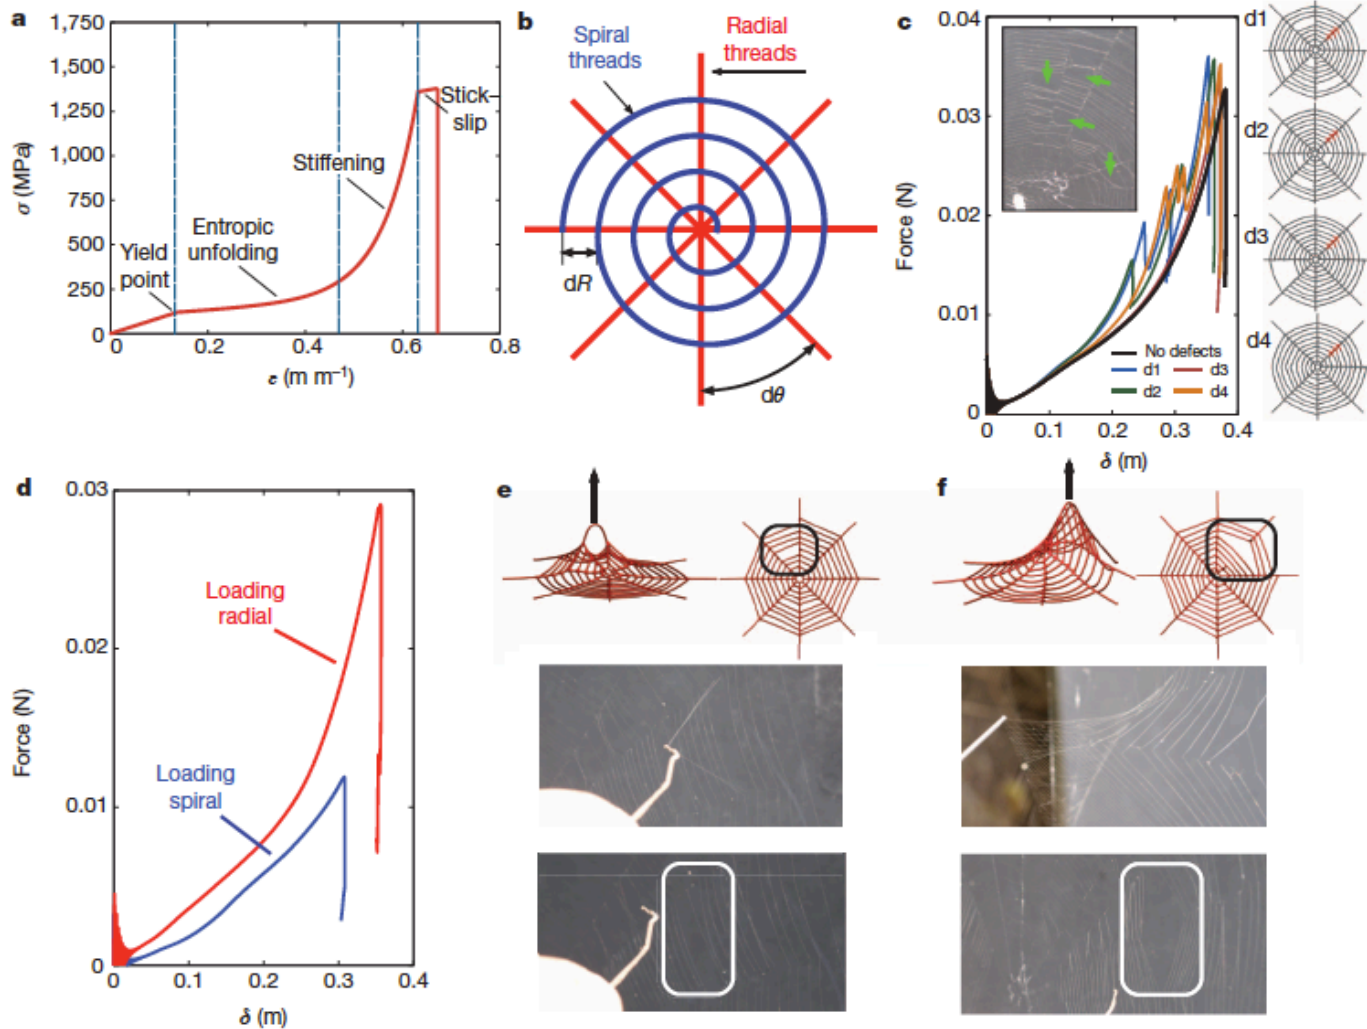 a
1,750
1,500
1,250
1,000
750
500
250
0
σ (MPa)
Yield
point
Entropic
unfolding
Stiffening
Stick–
slip
0
0.2
0.4
0.6
0.8
ε (m m⁻¹)
b
Spiral
threads
Radial
threads
dR
dθ
c
0.04
0.03
0.02
0.01
0
Force (N)
No defects
d1
d2
d3
d4
0
0.1
0.2
0.3
0.4
δ (m)
d1
d2
d3
d4
d
0.03
0.02
0.01
0
Force (N)
Loading
radial
Loading
spiral
0
0.1
0.2
0.3
0.4
δ (m)
e
f